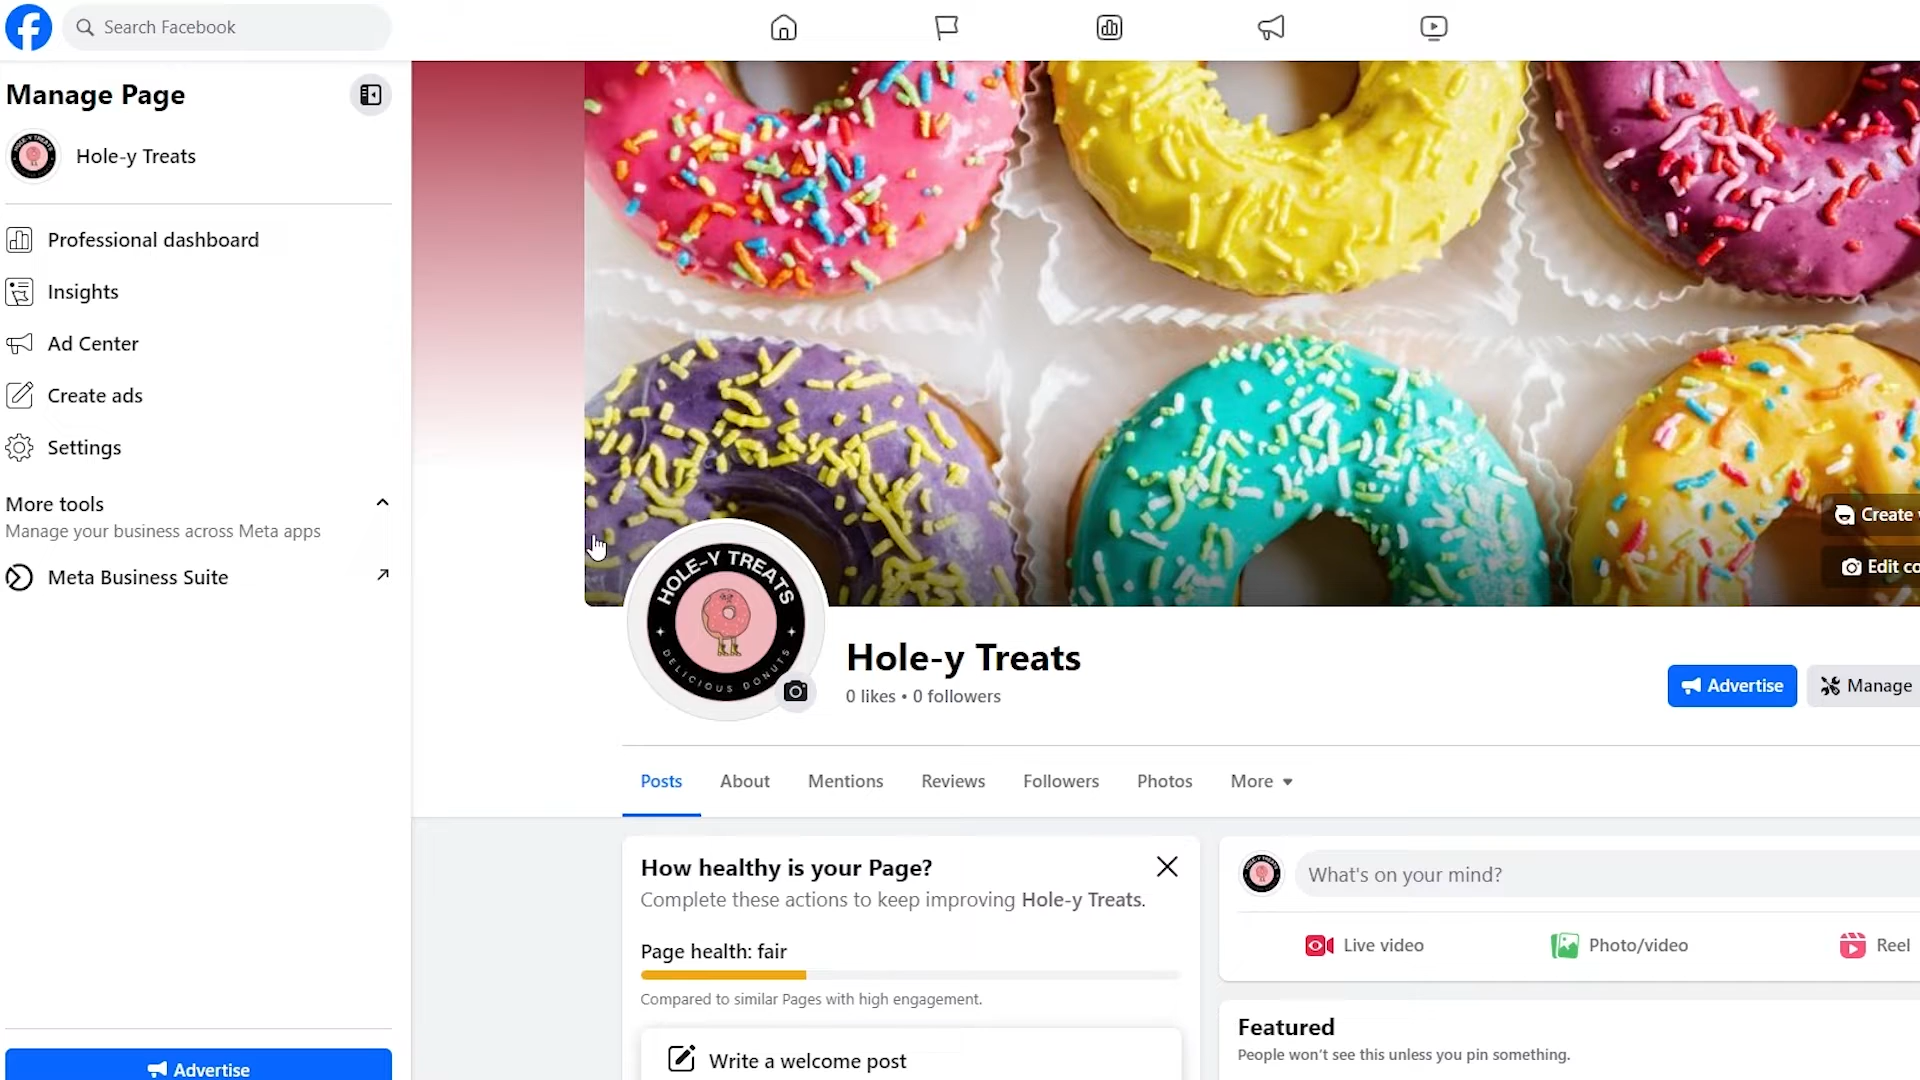 Search Facebook
Manage Page
Hole-y Treats
Professional dashboard
Insights
Ad Center
Create ads
Settings
More tools
Manage your business across Meta apps
Meta Business Suite
Advertise
Create
Edit co
HOLE-Y TREATS
DELICIOUS DONUTS
Hole-y Treats
0 likes • 0 followers
Advertise
Manage
Posts
About
Mentions
Reviews
Followers
Photos
More
How healthy is your Page?
Complete these actions to keep improving Hole-y Treats.
Page health: fair
Compared to similar Pages with high engagement.
Write a welcome post
What's on your mind?
Live video
Photo/video
Reel
Featured
People won't see this unless you pin something.